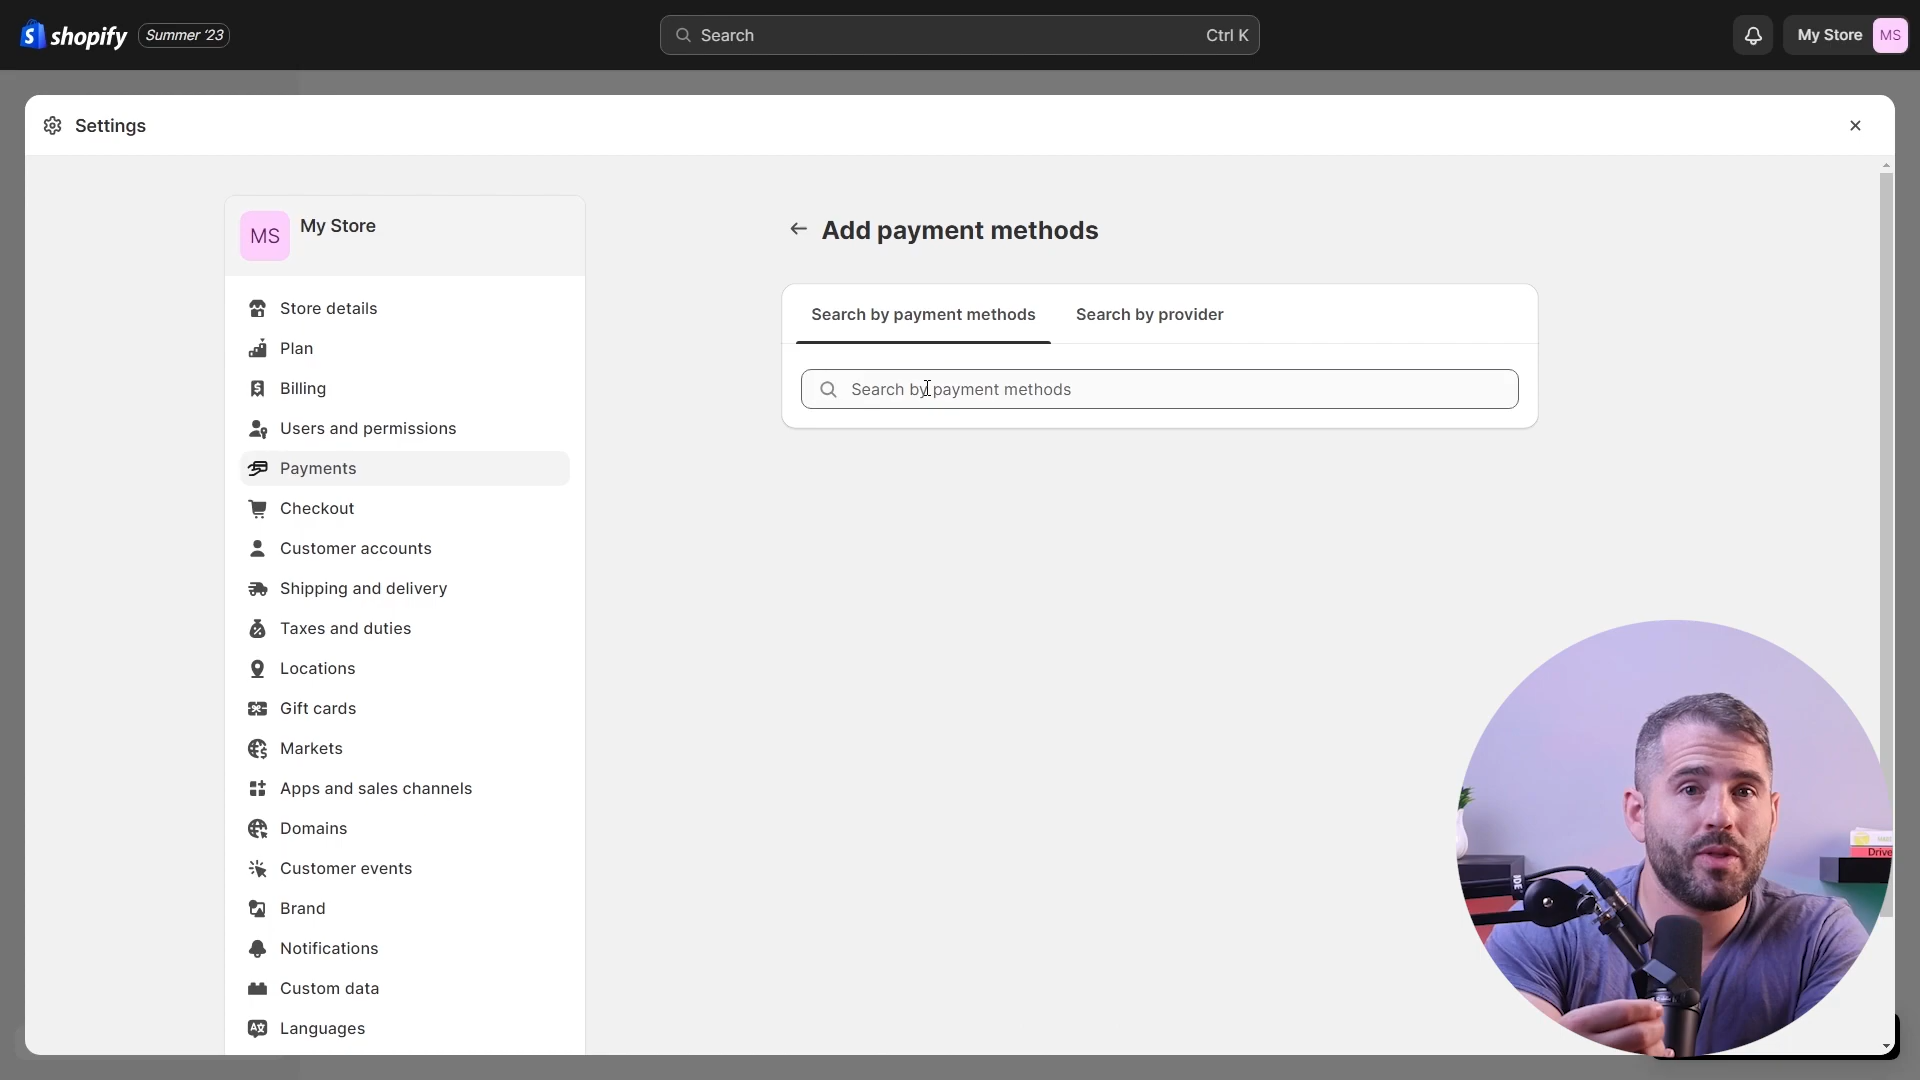 shopify Summer '23 Search Ctrl K My Store MS
Settings
MS My Store
Add payment methods
Search by payment methods Search by provider
Search by payment methods
Store details
Plan
Billing
Users and permissions
Payments
Checkout
Customer accounts
Shipping and delivery
Taxes and duties
Locations
Gift cards
Markets
Apps and sales channels
Domains
Customer events
Brand
Notifications
Custom data
Languages
Drive